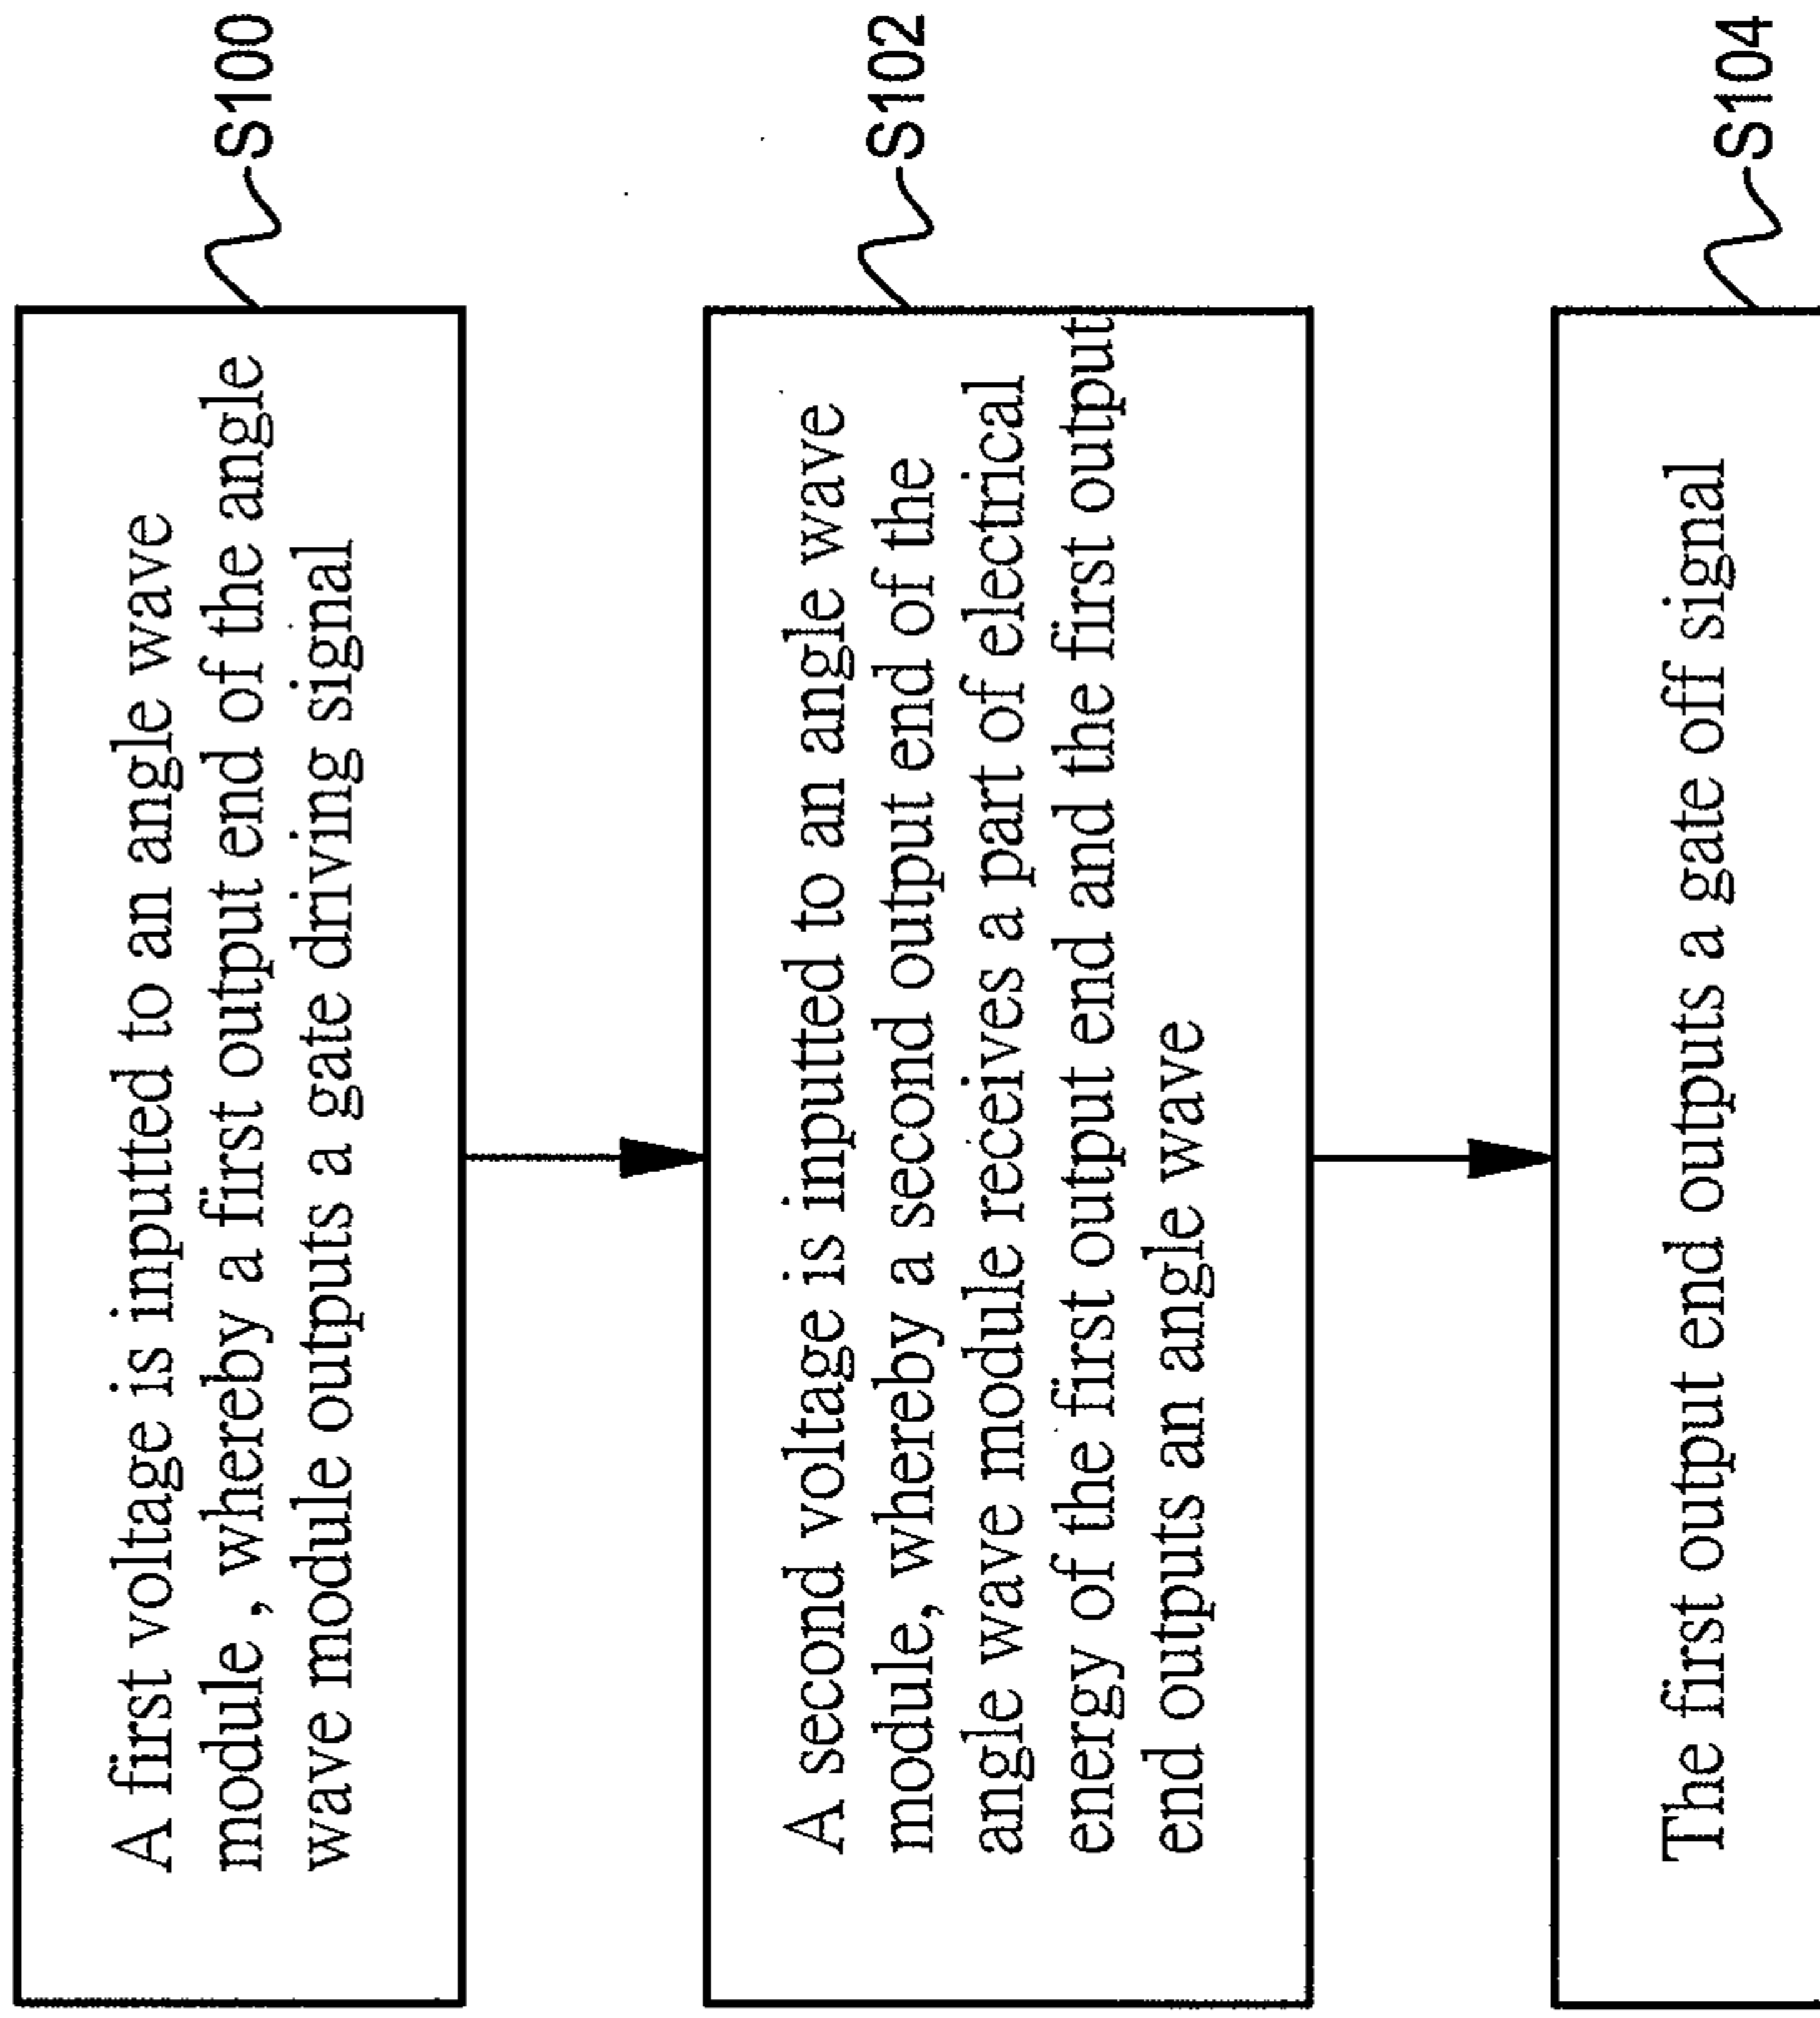 A first voltage is inputted to an angle wave
module , whereby a first output end of the angle
wave module outputs a gate driving signal
S100
A second voltage is inputted to an angle wave
module, whereby a second output end of the
angle wave module receives a part of electrical
energy of the first output end and the first output
end outputs an angle wave
S102
The first output end outputs a gate off signal
S104